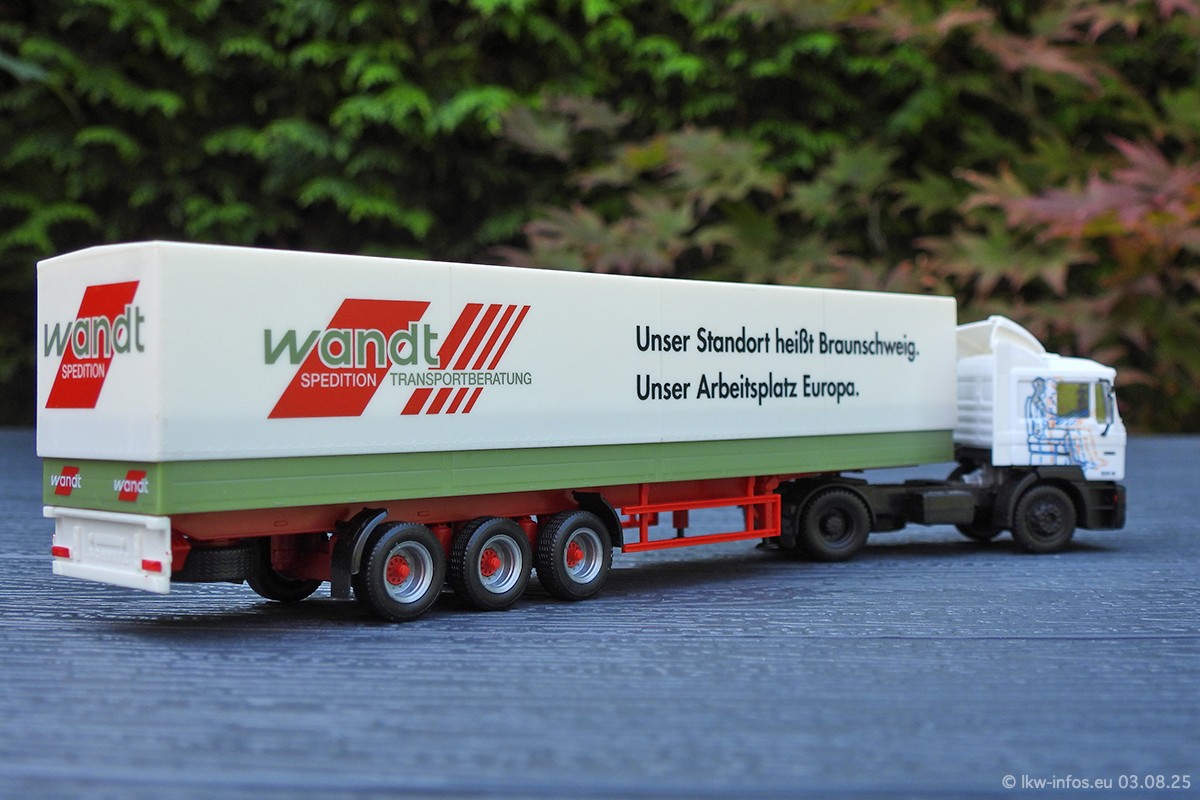 wandt
SPEDITION
wandt
SPEDITION TRANSPORTBERATUNG
Unser Standort heißt Braunschweig.
Unser Arbeitsplatz Europa.
wandt wandt
© lkw-infos.eu 03.08.25